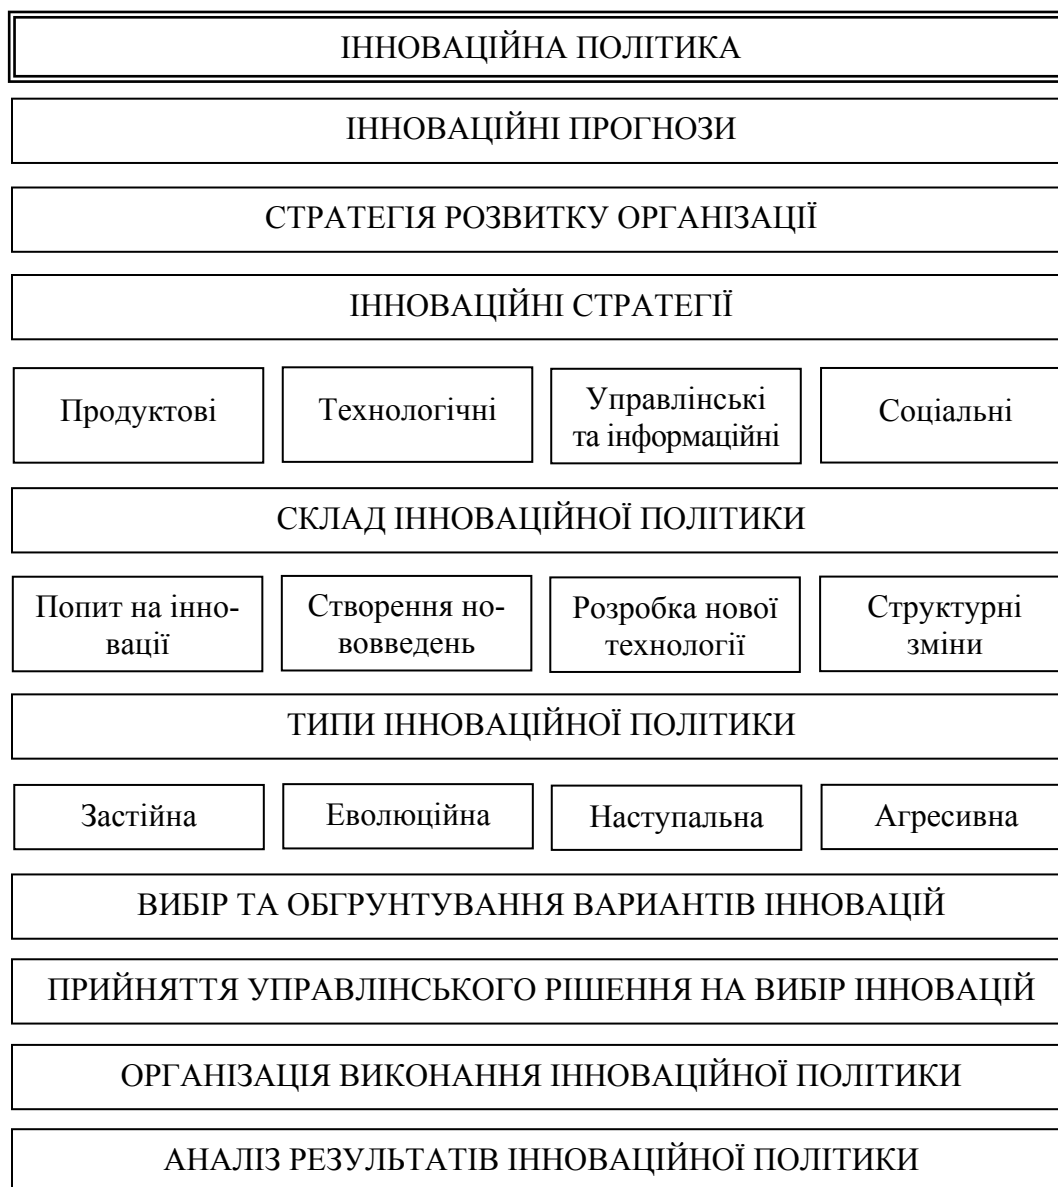 ІННОВАЦІЙНА ПОЛІТИКА
ІННОВАЦІЙНІ ПРОГНОЗИ
СТРАТЕГІЯ РОЗВИТКУ ОРГАНІЗАЦІЇ
ІННОВАЦІЙНІ СТРАТЕГІЇ
Продуктові
Технологічні
Управлінські
та інформаційні
Соціальні
СКЛАД ІННОВАЦІЙНОЇ ПОЛІТИКИ
Попит на інно-
вації
Створення но-
вовведень
Розробка нової
технології
Структурні
зміни
ТИПИ ІННОВАЦІЙНОЇ ПОЛІТИКИ
Застійна
Еволюційна
Наступальна
Агресивна
ВИБІР ТА ОБГРУНТУВАННЯ ВАРИАНТІВ ІННОВАЦІЙ
ПРИЙНЯТТЯ УПРАВЛІНСЬКОГО РІШЕННЯ НА ВИБІР ІННОВАЦІЙ
ОРГАНІЗАЦІЯ ВИКОНАННЯ ІННОВАЦІЙНОЇ ПОЛІТИКИ
АНАЛІЗ РЕЗУЛЬТАТІВ ІННОВАЦІЙНОЇ ПОЛІТИКИ